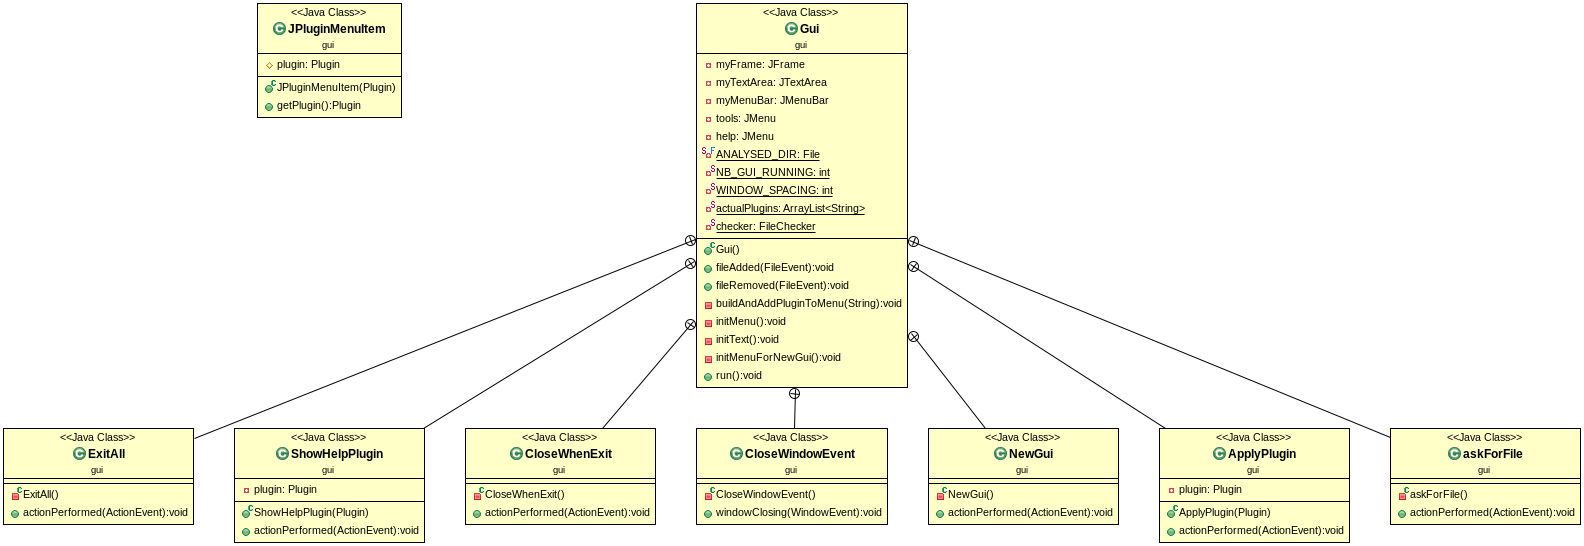 <<Java Class>>
JPluginMenuItem
gui
plugin: Plugin
JPluginMenuItem(Plugin)
getPlugin():Plugin
<<Java Class>>
Gui
gui
myFrame: JFrame
myTextArea: JTextArea
myMenuBar: JMenuBar
tools: JMenu
help: JMenu
ANALYSED_DIR: File
NB_GUI_RUNNING: int
WINDOW_SPACING: int
actualPlugins: ArrayList<String>
checker: FileChecker
Gui()
fileAdded(FileEvent):void
fileRemoved(FileEvent):void
buildAndAddPluginToMenu(String):void
initMenu():void
initText():void
initMenuForNewGui():void
run():void
<<Java Class>>
ExitAll
gui
ExitAll()
actionPerformed(ActionEvent):void
<<Java Class>>
ShowHelpPlugin
gui
plugin: Plugin
ShowHelpPlugin(Plugin)
actionPerformed(ActionEvent):void
<<Java Class>>
CloseWhenExit
gui
CloseWhenExit()
actionPerformed(ActionEvent):void
<<Java Class>>
CloseWindowEvent
gui
CloseWindowEvent()
windowClosing(WindowEvent):void
<<Java Class>>
NewGui
gui
NewGui()
actionPerformed(ActionEvent):void
<<Java Class>>
ApplyPlugin
gui
plugin: Plugin
ApplyPlugin(Plugin)
actionPerformed(ActionEvent):void
<<Java Class>>
askForFile
gui
askForFile()
actionPerformed(ActionEvent):void